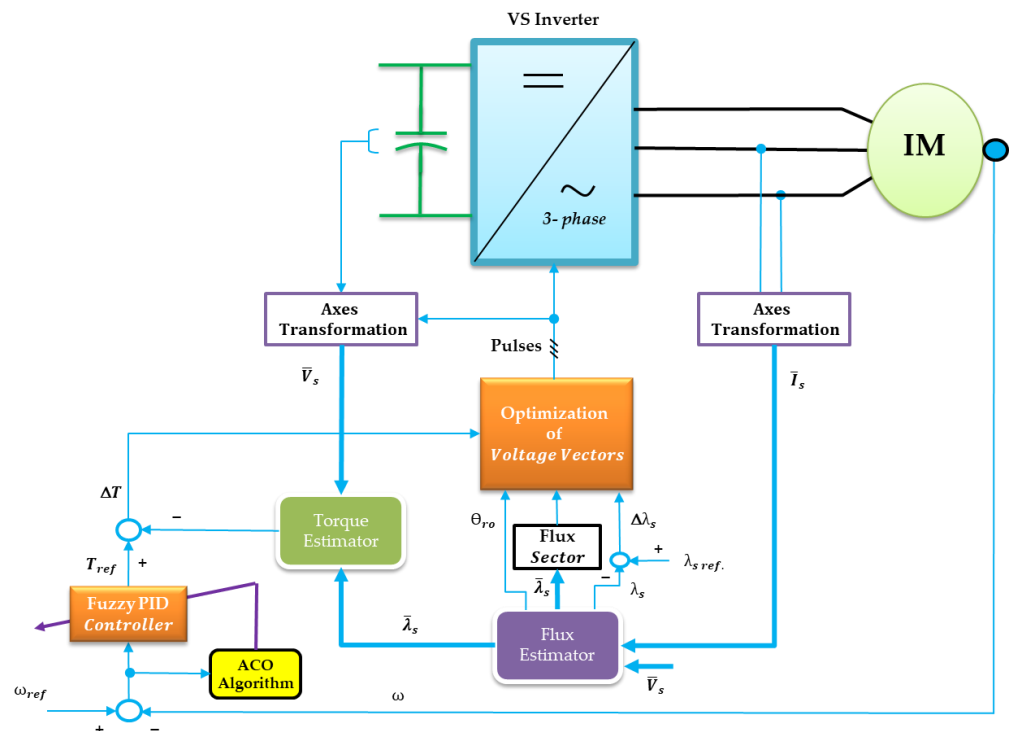 VS Inverter
IM
3- phase
Axes
Transformation
Axes
Transformation
Pulses
V̄s
Īs
Optimization
of
Voltage Vectors
ΔT
−
Torque
Estimator
Θro
Flux
Sector
Δλs
+
λs ref.
−
λs
Tref
+
λ̄s
Fuzzy PID
Controller
λ̄s
Flux
Estimator
ACO
Algorithm
V̄s
ωref
ω
+
−